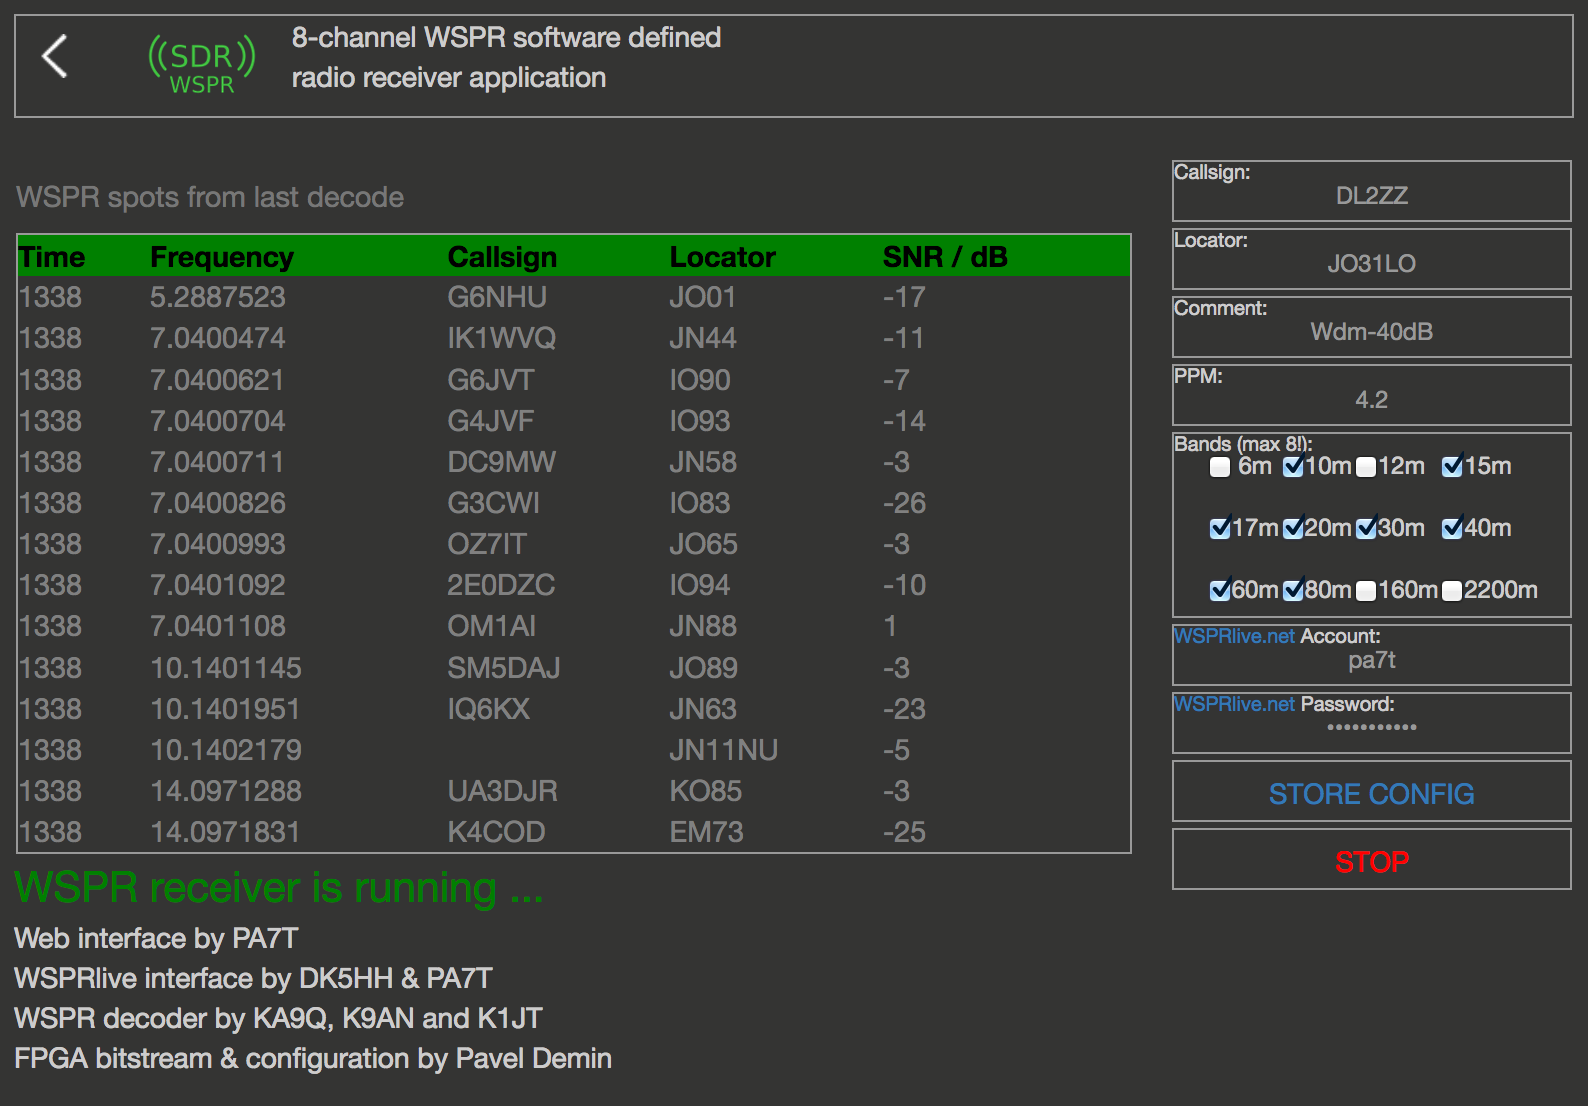 ((SDR))
WSPR
8-channel WSPR software defined
radio receiver application
WSPR spots from last decode
Time Frequency Callsign Locator SNR / dB
1338 5.2887523 G6NHU JO01 -17
1338 7.0400474 IK1WVQ JN44 -11
1338 7.0400621 G6JVT IO90 -7
1338 7.0400704 G4JVF IO93 -14
1338 7.0400711 DC9MW JN58 -3
1338 7.0400826 G3CWI IO83 -26
1338 7.0400993 OZ7IT JO65 -3
1338 7.0401092 2E0DZC IO94 -10
1338 7.0401108 OM1AI JN88 1
1338 10.1401145 SM5DAJ JO89 -3
1338 10.1401951 IQ6KX JN63 -23
1338 10.1402179 JN11NU -5
1338 14.0971288 UA3DJR KO85 -3
1338 14.0971831 K4COD EM73 -25
WSPR receiver is running ...
Web interface by PA7T
WSPRlive interface by DK5HH & PA7T
WSPR decoder by KA9Q, K9AN and K1JT
FPGA bitstream & configuration by Pavel Demin
Callsign:
DL2ZZ
Locator:
JO31LO
Comment:
Wdm-40dB
PPM:
4.2
Bands (max 8!):
6m 10m 12m 15m
17m 20m 30m 40m
60m 80m 160m 2200m
WSPRlive.net Account:
pa7t
WSPRlive.net Password:
•••••••••••
STORE CONFIG
STOP